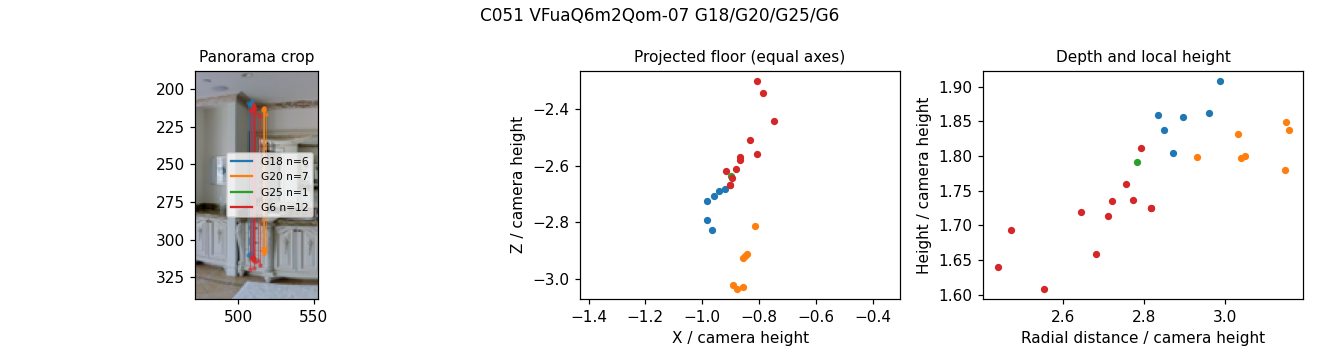 C051 VFuaQ6m2Qom-07 G18/G20/G25/G6
Panorama crop
200
225
250
275
300
325
500
550
G18 n=6
G20 n=7
G25 n=1
G6 n=12
Projected floor (equal axes)
Z / camera height
−2.4
−2.6
−2.8
−3.0
−1.4
−1.2
−1.0
−0.8
−0.6
−0.4
X / camera height
Depth and local height
Height / camera height
1.90
1.85
1.80
1.75
1.70
1.65
1.60
2.6
2.8
3.0
Radial distance / camera height